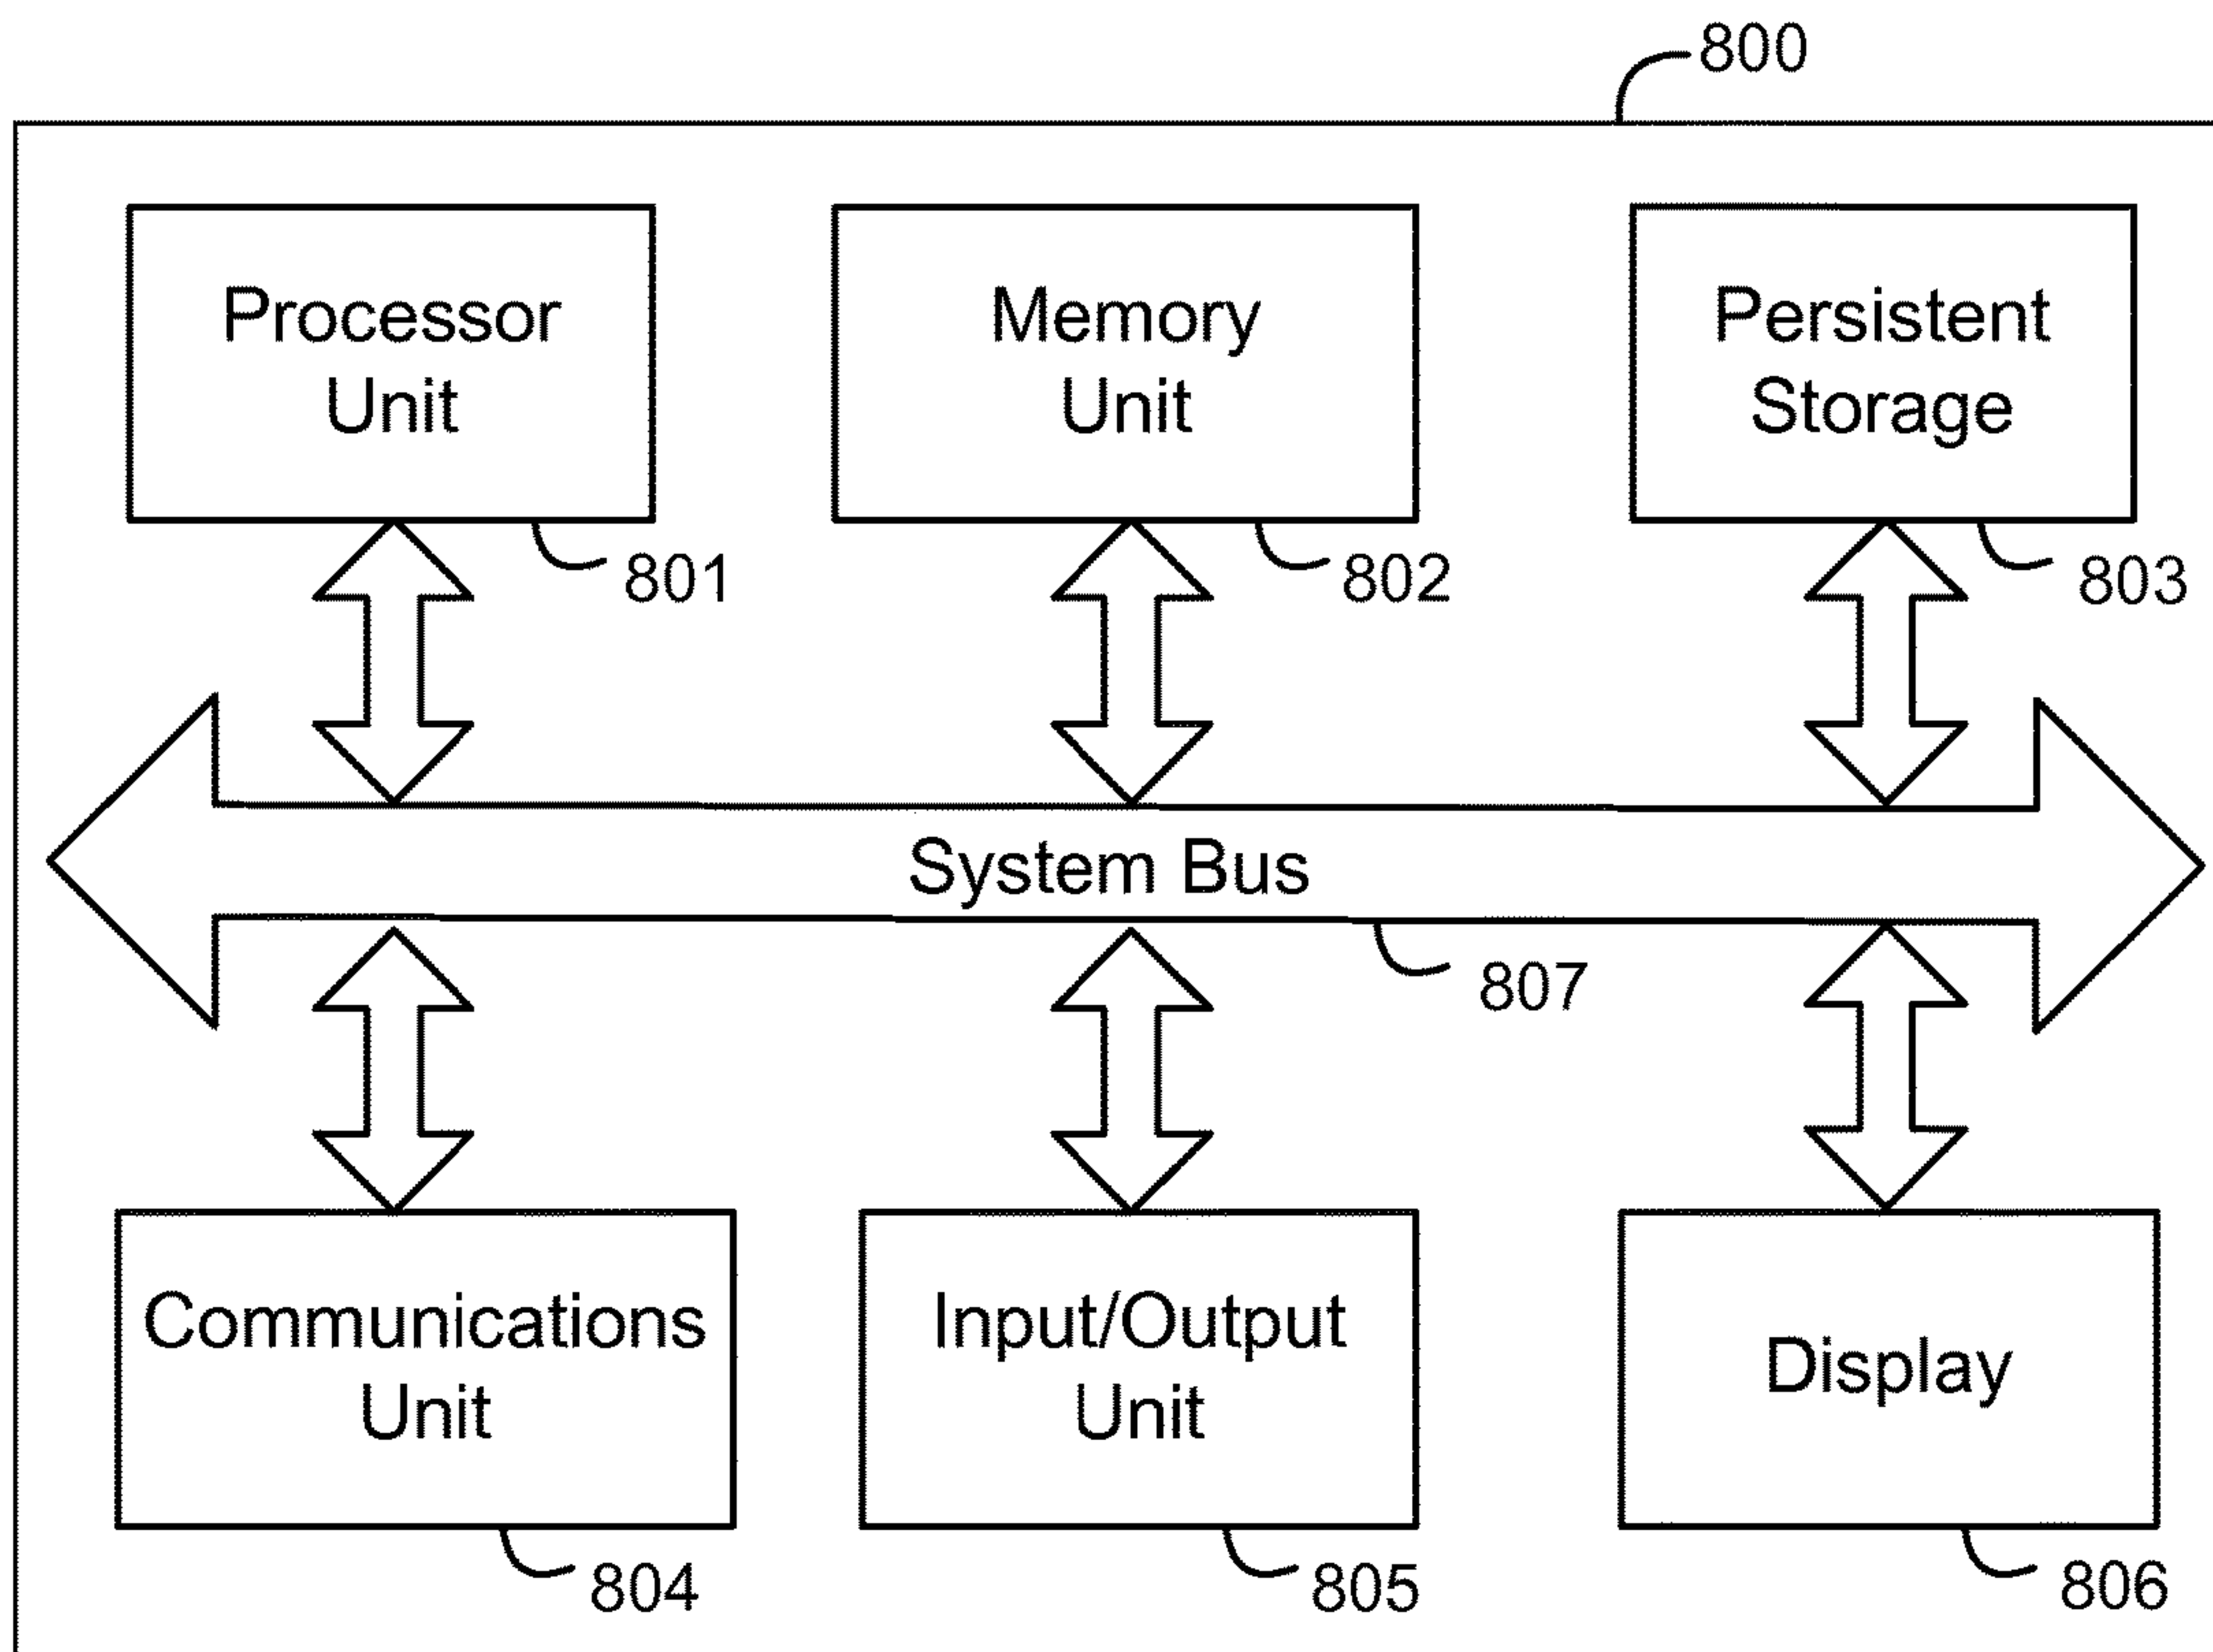 800
Processor
Unit
801
Memory
Unit
802
Persistent
Storage
803
System Bus
807
Communications
Unit
804
Input/Output
Unit
805
Display
806